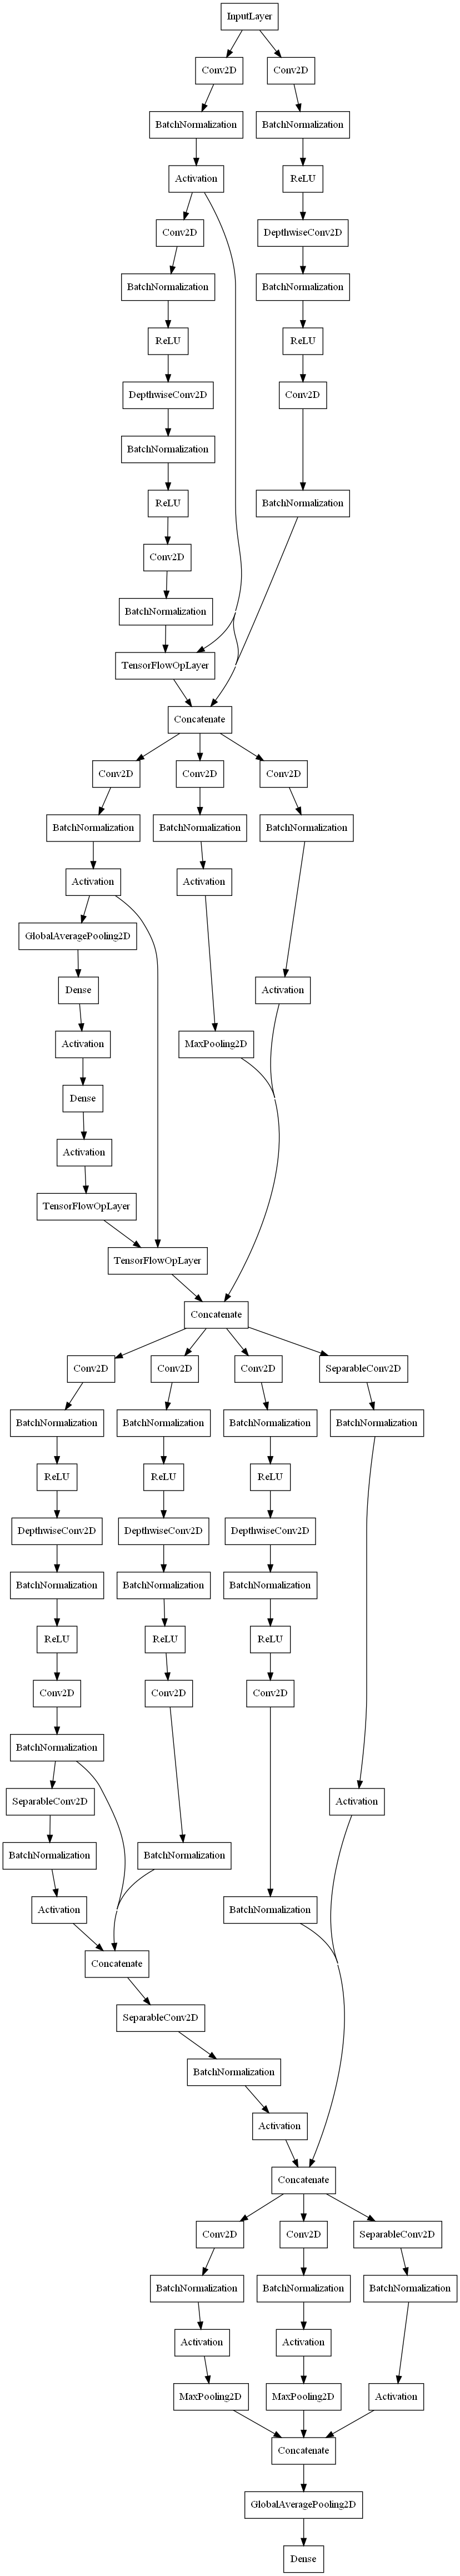 InputLayer
Conv2D Conv2D
BatchNormalization BatchNormalization
Activation ReLU
Conv2D DepthwiseConv2D
BatchNormalization BatchNormalization
ReLU ReLU
DepthwiseConv2D Conv2D
BatchNormalization
ReLU BatchNormalization
Conv2D
BatchNormalization
TensorFlowOpLayer
Concatenate
Conv2D Conv2D Conv2D
BatchNormalization BatchNormalization BatchNormalization
Activation Activation
GlobalAveragePooling2D
Dense Activation
Activation MaxPooling2D
Dense
Activation
TensorFlowOpLayer
TensorFlowOpLayer
Concatenate
Conv2D Conv2D Conv2D SeparableConv2D
BatchNormalization BatchNormalization BatchNormalization BatchNormalization
ReLU ReLU ReLU
DepthwiseConv2D DepthwiseConv2D DepthwiseConv2D
BatchNormalization BatchNormalization BatchNormalization
ReLU ReLU ReLU
Conv2D Conv2D Conv2D
BatchNormalization
SeparableConv2D Activation
BatchNormalization BatchNormalization
Activation BatchNormalization
Concatenate
SeparableConv2D
BatchNormalization
Activation
Concatenate
Conv2D Conv2D SeparableConv2D
BatchNormalization BatchNormalization BatchNormalization
Activation Activation
MaxPooling2D MaxPooling2D Activation
Concatenate
GlobalAveragePooling2D
Dense